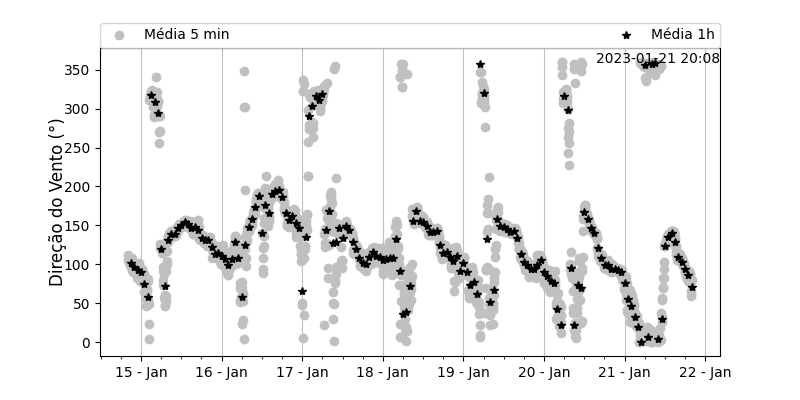 Média 5 min
Média 1h
2023-01-21 20:08
Direção do Vento (°)
350
300
250
200
150
100
50
0
15 - Jan
16 - Jan
17 - Jan
18 - Jan
19 - Jan
20 - Jan
21 - Jan
22 - Jan